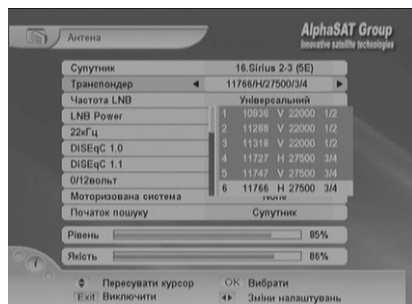 Антена
AlphaSAT Group
Innovative satellite technologies
Супутник 16.Sirius 2-3 (5E)
Транспондер 11766/H/27500/3/4
Частота LNB Універсальний
LNB Power
22кГц
DISEqC 1.0
DISEqC 1.1
0/12вольт
Моторизована система None
Початок пошуку Супутник
1 10936 V 22000 1/2
2 11288 V 22000 1/2
3 11318 V 22000 1/2
4 11727 H 27500 3/4
5 11747 V 27500 3/4
6 11766 H 27500 3/4
Рівень 85%
Якість 86%
Пересувати курсор OK Вибрати
Exit Виключити Зміни налаштувань